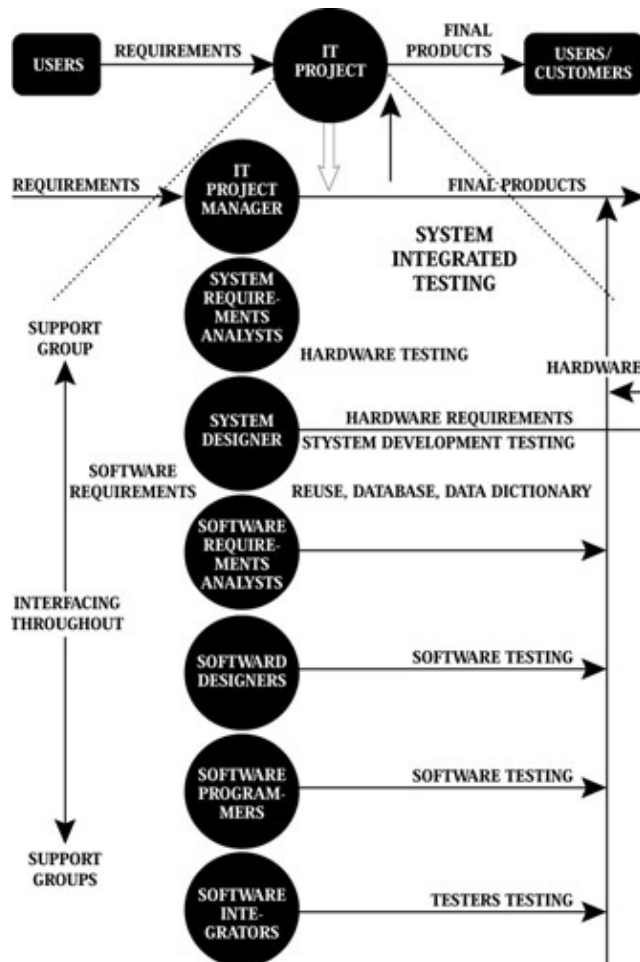 USERS
REQUIREMENTS
IT
PROJECT
FINAL
PRODUCTS
USERS/
CUSTOMERS
REQUIREMENTS
IT
PROJECT
MANAGER
FINAL PRODUCTS
SYSTEM
INTEGRATED
TESTING
SYSTEM
REQUIRE-
MENTS
ANALYSTS
SUPPORT
GROUP
HARDWARE TESTING
HARDWARE
SYSTEM
DESIGNER
HARDWARE REQUIREMENTS
STYSTEM DEVELOPMENT TESTING
SOFTWARE
REQUIREMENTS
REUSE, DATABASE, DATA DICTIONARY
SOFTWARE
REQUIRE-
MENTS
ANALYSTS
INTERFACING
THROUGHOUT
SOFTWARD
DESIGNERS
SOFTWARE TESTING
SOFTWARE
PROGRAM-
MERS
SOFTWARE TESTING
SUPPORT
GROUPS
SOFTWARE
INTE-
GRATORS
TESTERS TESTING